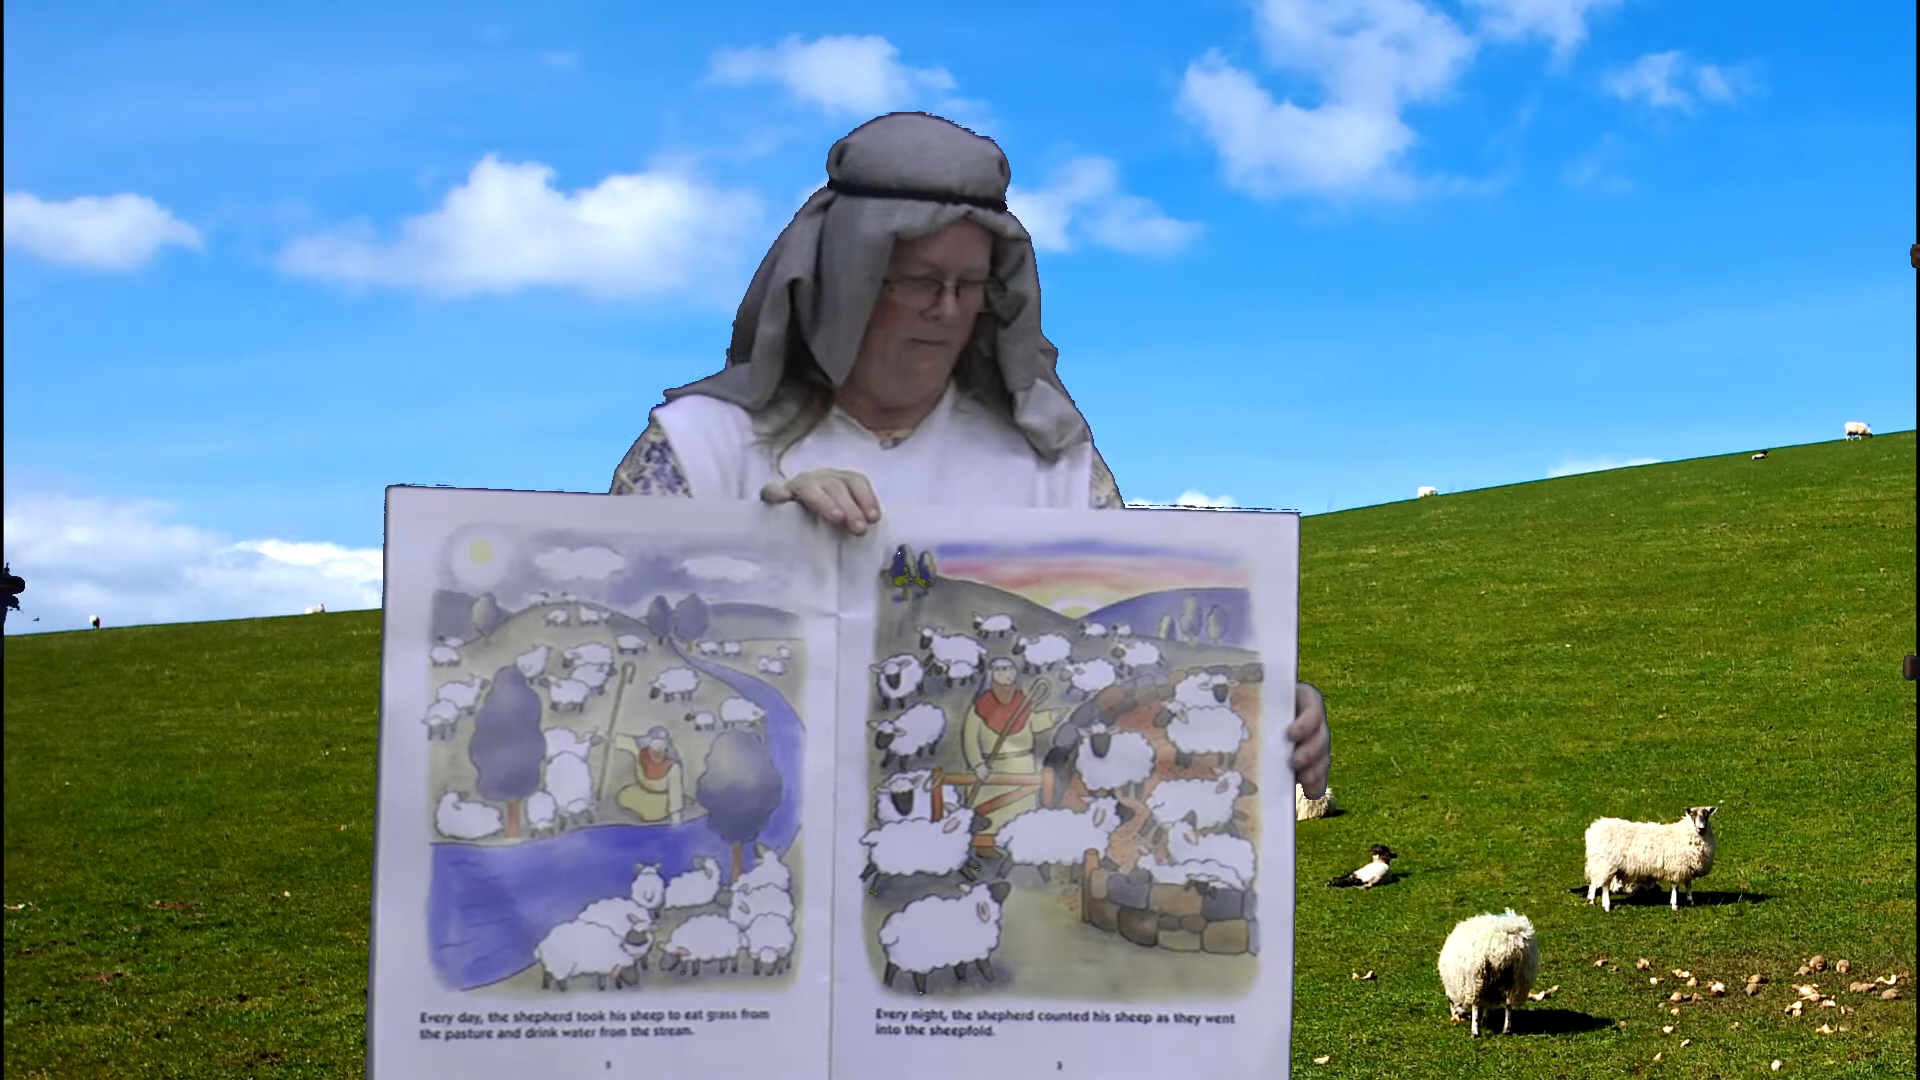 Every day, the shepherd took his sheep to eat grass from
the pasture and drink water from the stream.
Every night, the shepherd counted his sheep as they went
into the sheepfold.
3